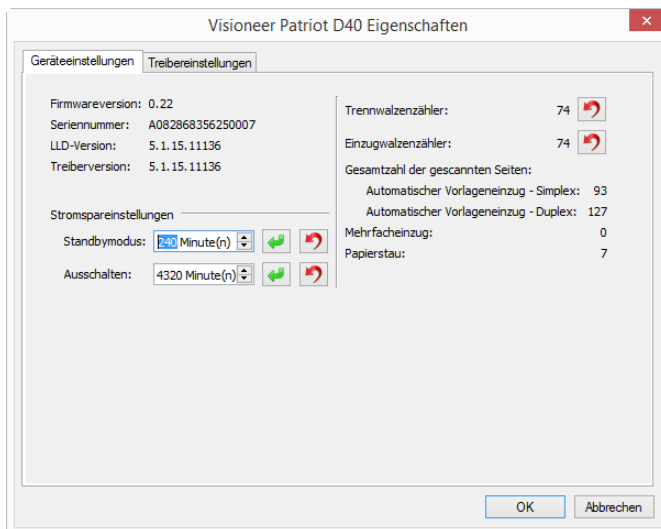 Visioneer Patriot D40 Eigenschaften
Geräteeinstellungen
Treibereinstellungen
Firmwareversion: 0.22
Seriennummer: A082868356250007
LLD-Version: 5.1.15.11136
Treiberversion: 5.1.15.11136
Stromspareinstellungen
Standbymodus: 240 Minute(n)
Ausschalten: 4320 Minute(n)
Trennwalzenzähler: 74
Einzugwalzenzähler: 74
Gesamtzahl der gescannten Seiten:
Automatischer Vorlageneinzug - Simplex: 93
Automatischer Vorlageneinzug - Duplex: 127
Mehrfacheinzug: 0
Papierstau: 7
OK
Abbrechen